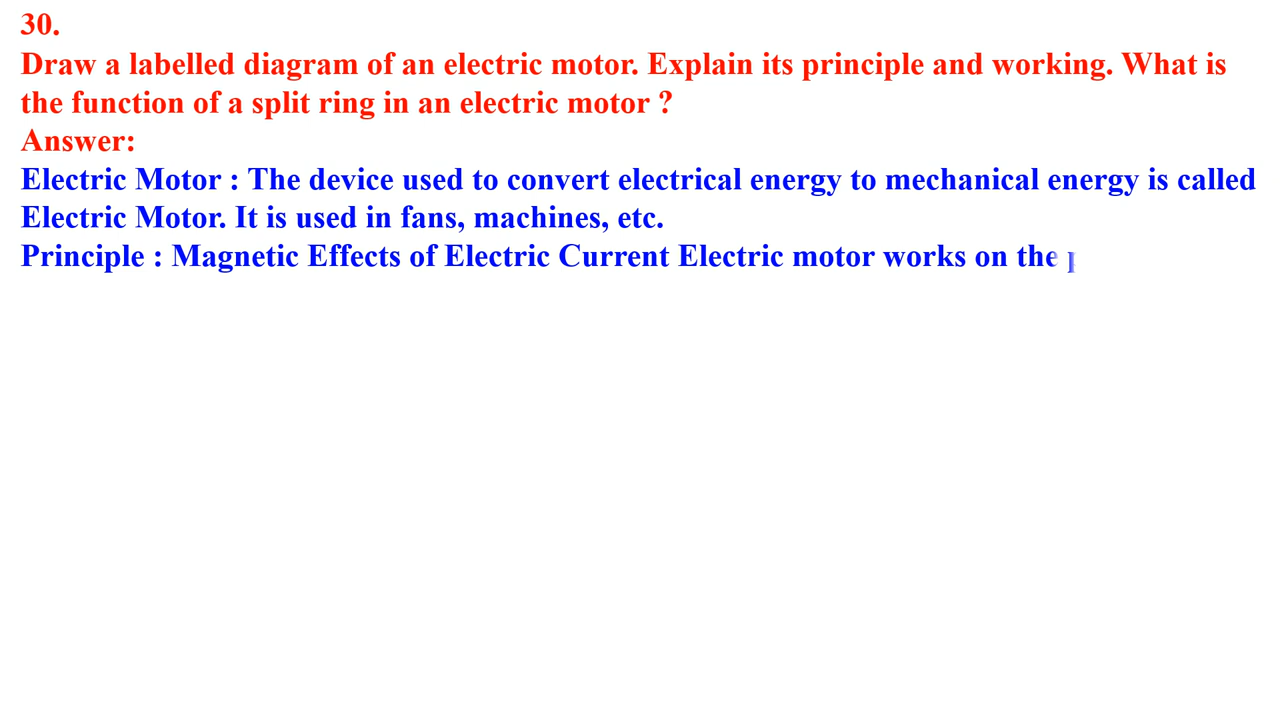 30.
Draw a labelled diagram of an electric motor. Explain its principle and working. What is
the function of a split ring in an electric motor ?
Answer:
Electric Motor : The device used to convert electrical energy to mechanical energy is called
Electric Motor. It is used in fans, machines, etc.
Principle : Magnetic Effects of Electric Current Electric motor works on the